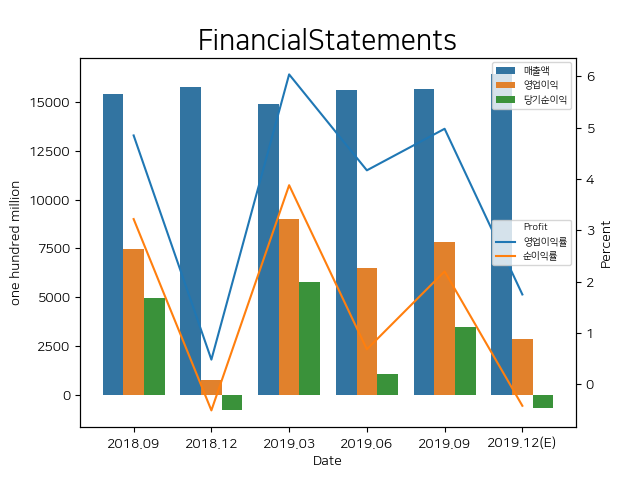 FinancialStatements
매출액
영업이익
당기순이익
Profit
영업이익률
순이익률
one hundred million
15000
12500
10000
7500
5000
2500
0
6
5
4
3
2
1
0
Percent
2018.09
2018.12
2019.03
2019.06
2019.09
2019.12(E)
Date